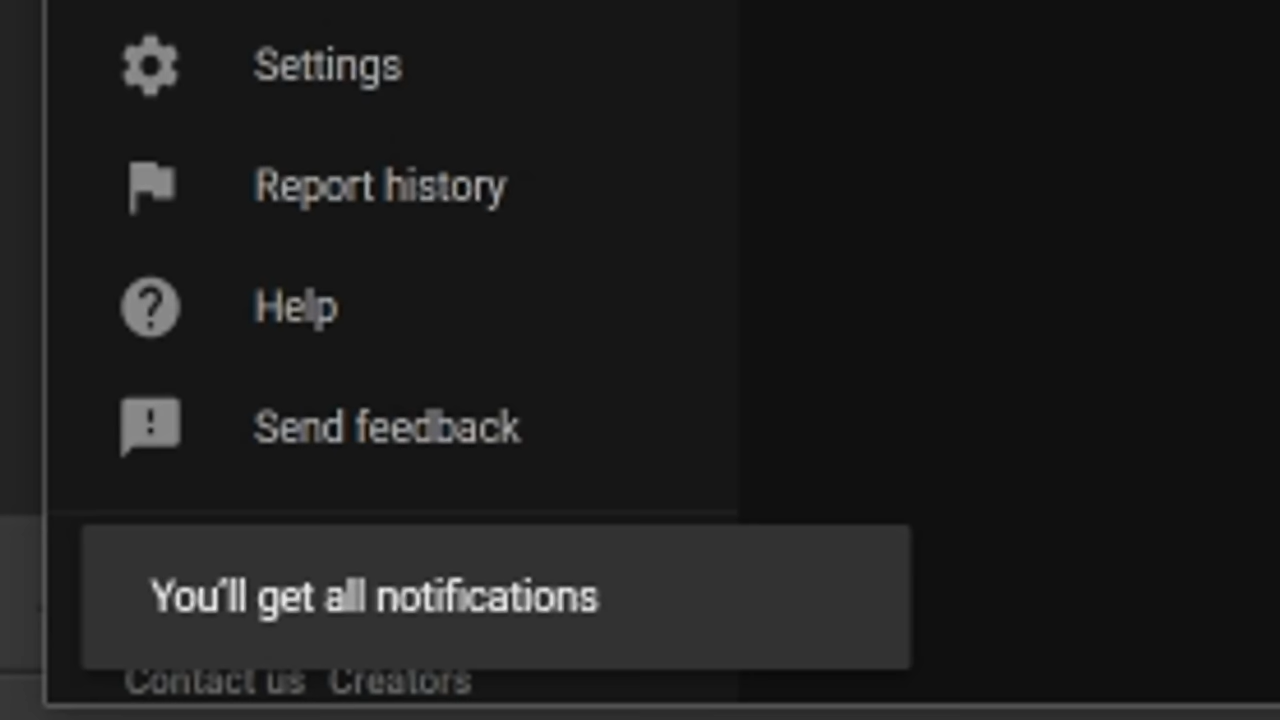 Settings
Report history
Help
Send feedback
You'll get all notifications
Contact us Creators